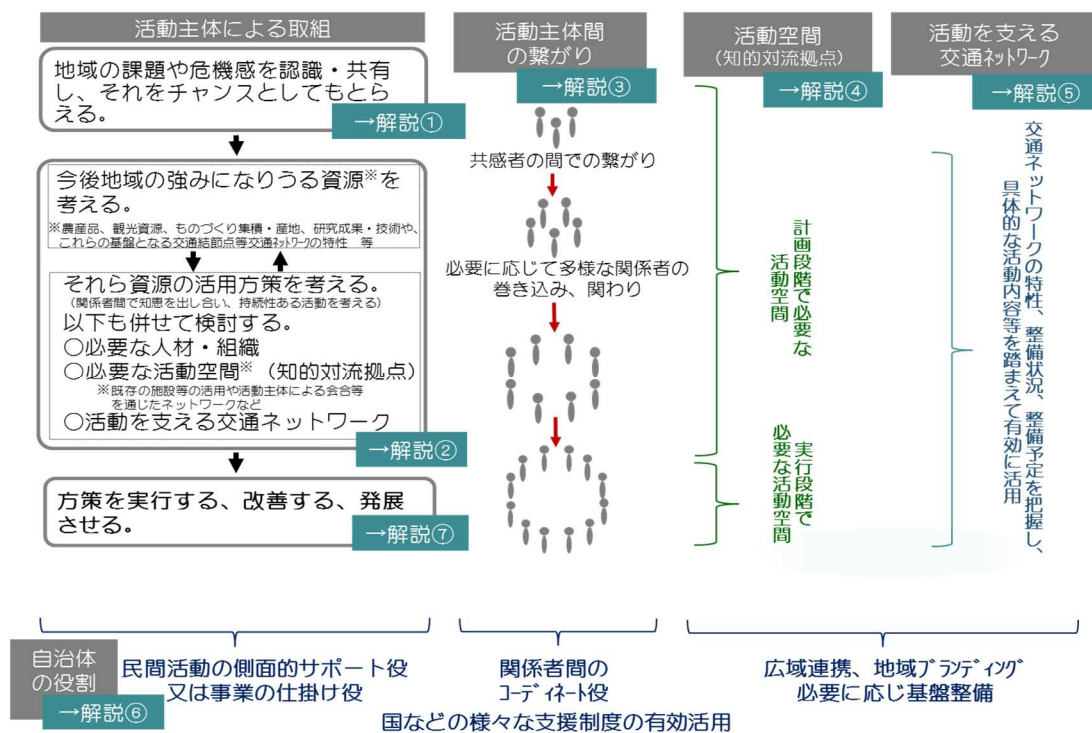 活動主体による取組
地域の課題や危機感を認識・共有
し、それをチャンスとしてもとら
える。
→解説①
今後地域の強みになりうる資源※を
考える。
※農産品、観光資源、ものづくり集積・産地、研究成果・技術や、
これらの基盤となる交通結節点等交通ﾈｯﾄﾜｰｸの特性　等
それら資源の活用方策を考える。
(関係者間で知恵を出し合い、持続性ある活動を考える)
以下も併せて検討する。
○必要な人材・組織
○必要な活動空間※（知的対流拠点）
※既存の施設等の活用や活動主体による会合等
を通じたネットワークなど
○活動を支える交通ネットワーク
→解説②
方策を実行する、改善する、発展
させる。
→解説⑦
活動主体間
の繋がり
→解説③
共感者の間での繋がり
必要に応じて多様な関係者の
巻き込み、関わり
活動空間
(知的対流拠点)
→解説④
計画段階で必要な
活動空間
実行段階で
必要な活動空間
活動を支える
交通ﾈｯﾄﾜｰｸ
→解説⑤
交通ネットワークの特性、整備状況、整備予定を把握し、
具体的な活動内容等を踏まえて有効に活用
自治体
の役割
→解説⑥
民間活動の側面的サポート役
又は事業の仕掛け役
関係者間の
ｺｰﾃﾞｨﾈｰﾄ役
広域連携、地域ﾌﾞﾗﾝﾃﾞｨﾝｸﾞ
必要に応じ基盤整備
国などの様々な支援制度の有効活用